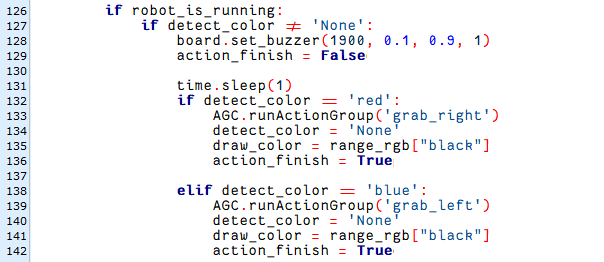 126 if robot_is_running:
127 if detect_color != 'None':
128 board.set_buzzer(1900, 0.1, 0.9, 1)
129 action_finish = False
130
131 time.sleep(1)
132 if detect_color == 'red':
133 AGC.runActionGroup('grab_right')
134 detect_color = 'None'
135 draw_color = range_rgb["black"]
136 action_finish = True
137
138 elif detect_color == 'blue':
139 AGC.runActionGroup('grab_left')
140 detect_color = 'None'
141 draw_color = range_rgb["black"]
142 action_finish = True